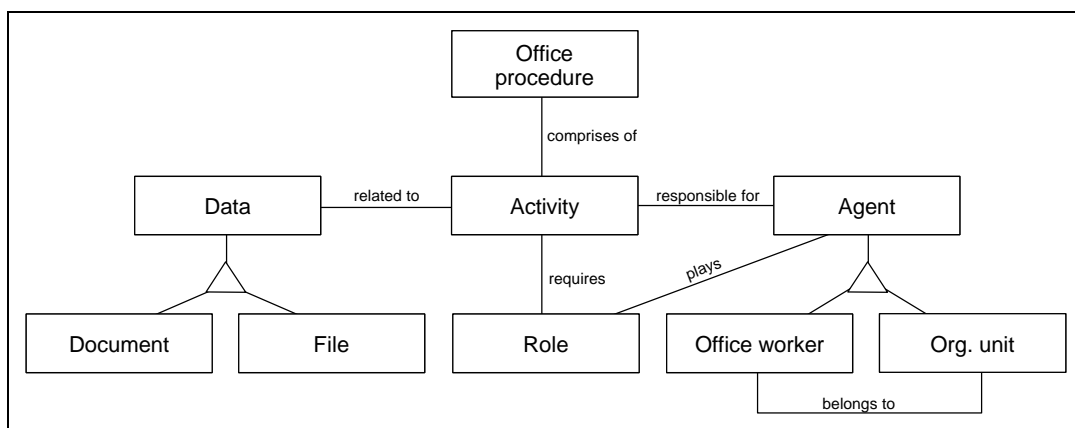 Office
procedure
comprises of
Data
related to
Activity
responsible for
Agent
requires
plays
Document
File
Role
Office worker
Org. unit
belongs to